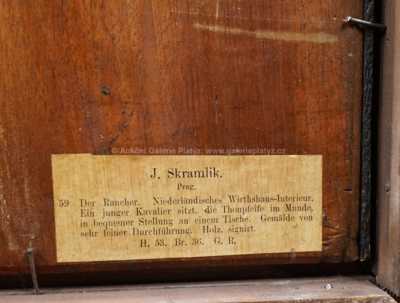 © Aukční Galerie Platýz: www.galerieplatyz.cz
J. Skramlik.
Prag.
59 Der Raucher. Niederländisches Wirthshaus-Interieur.
Ein junger Kavalier sitzt, die Thonpfeife im Munde,
in bequemer Stellung an einem Tische. Gemälde von
sehr feiner Durchführung. Holz, signirt.
H. 53, Br. 36. G. R.